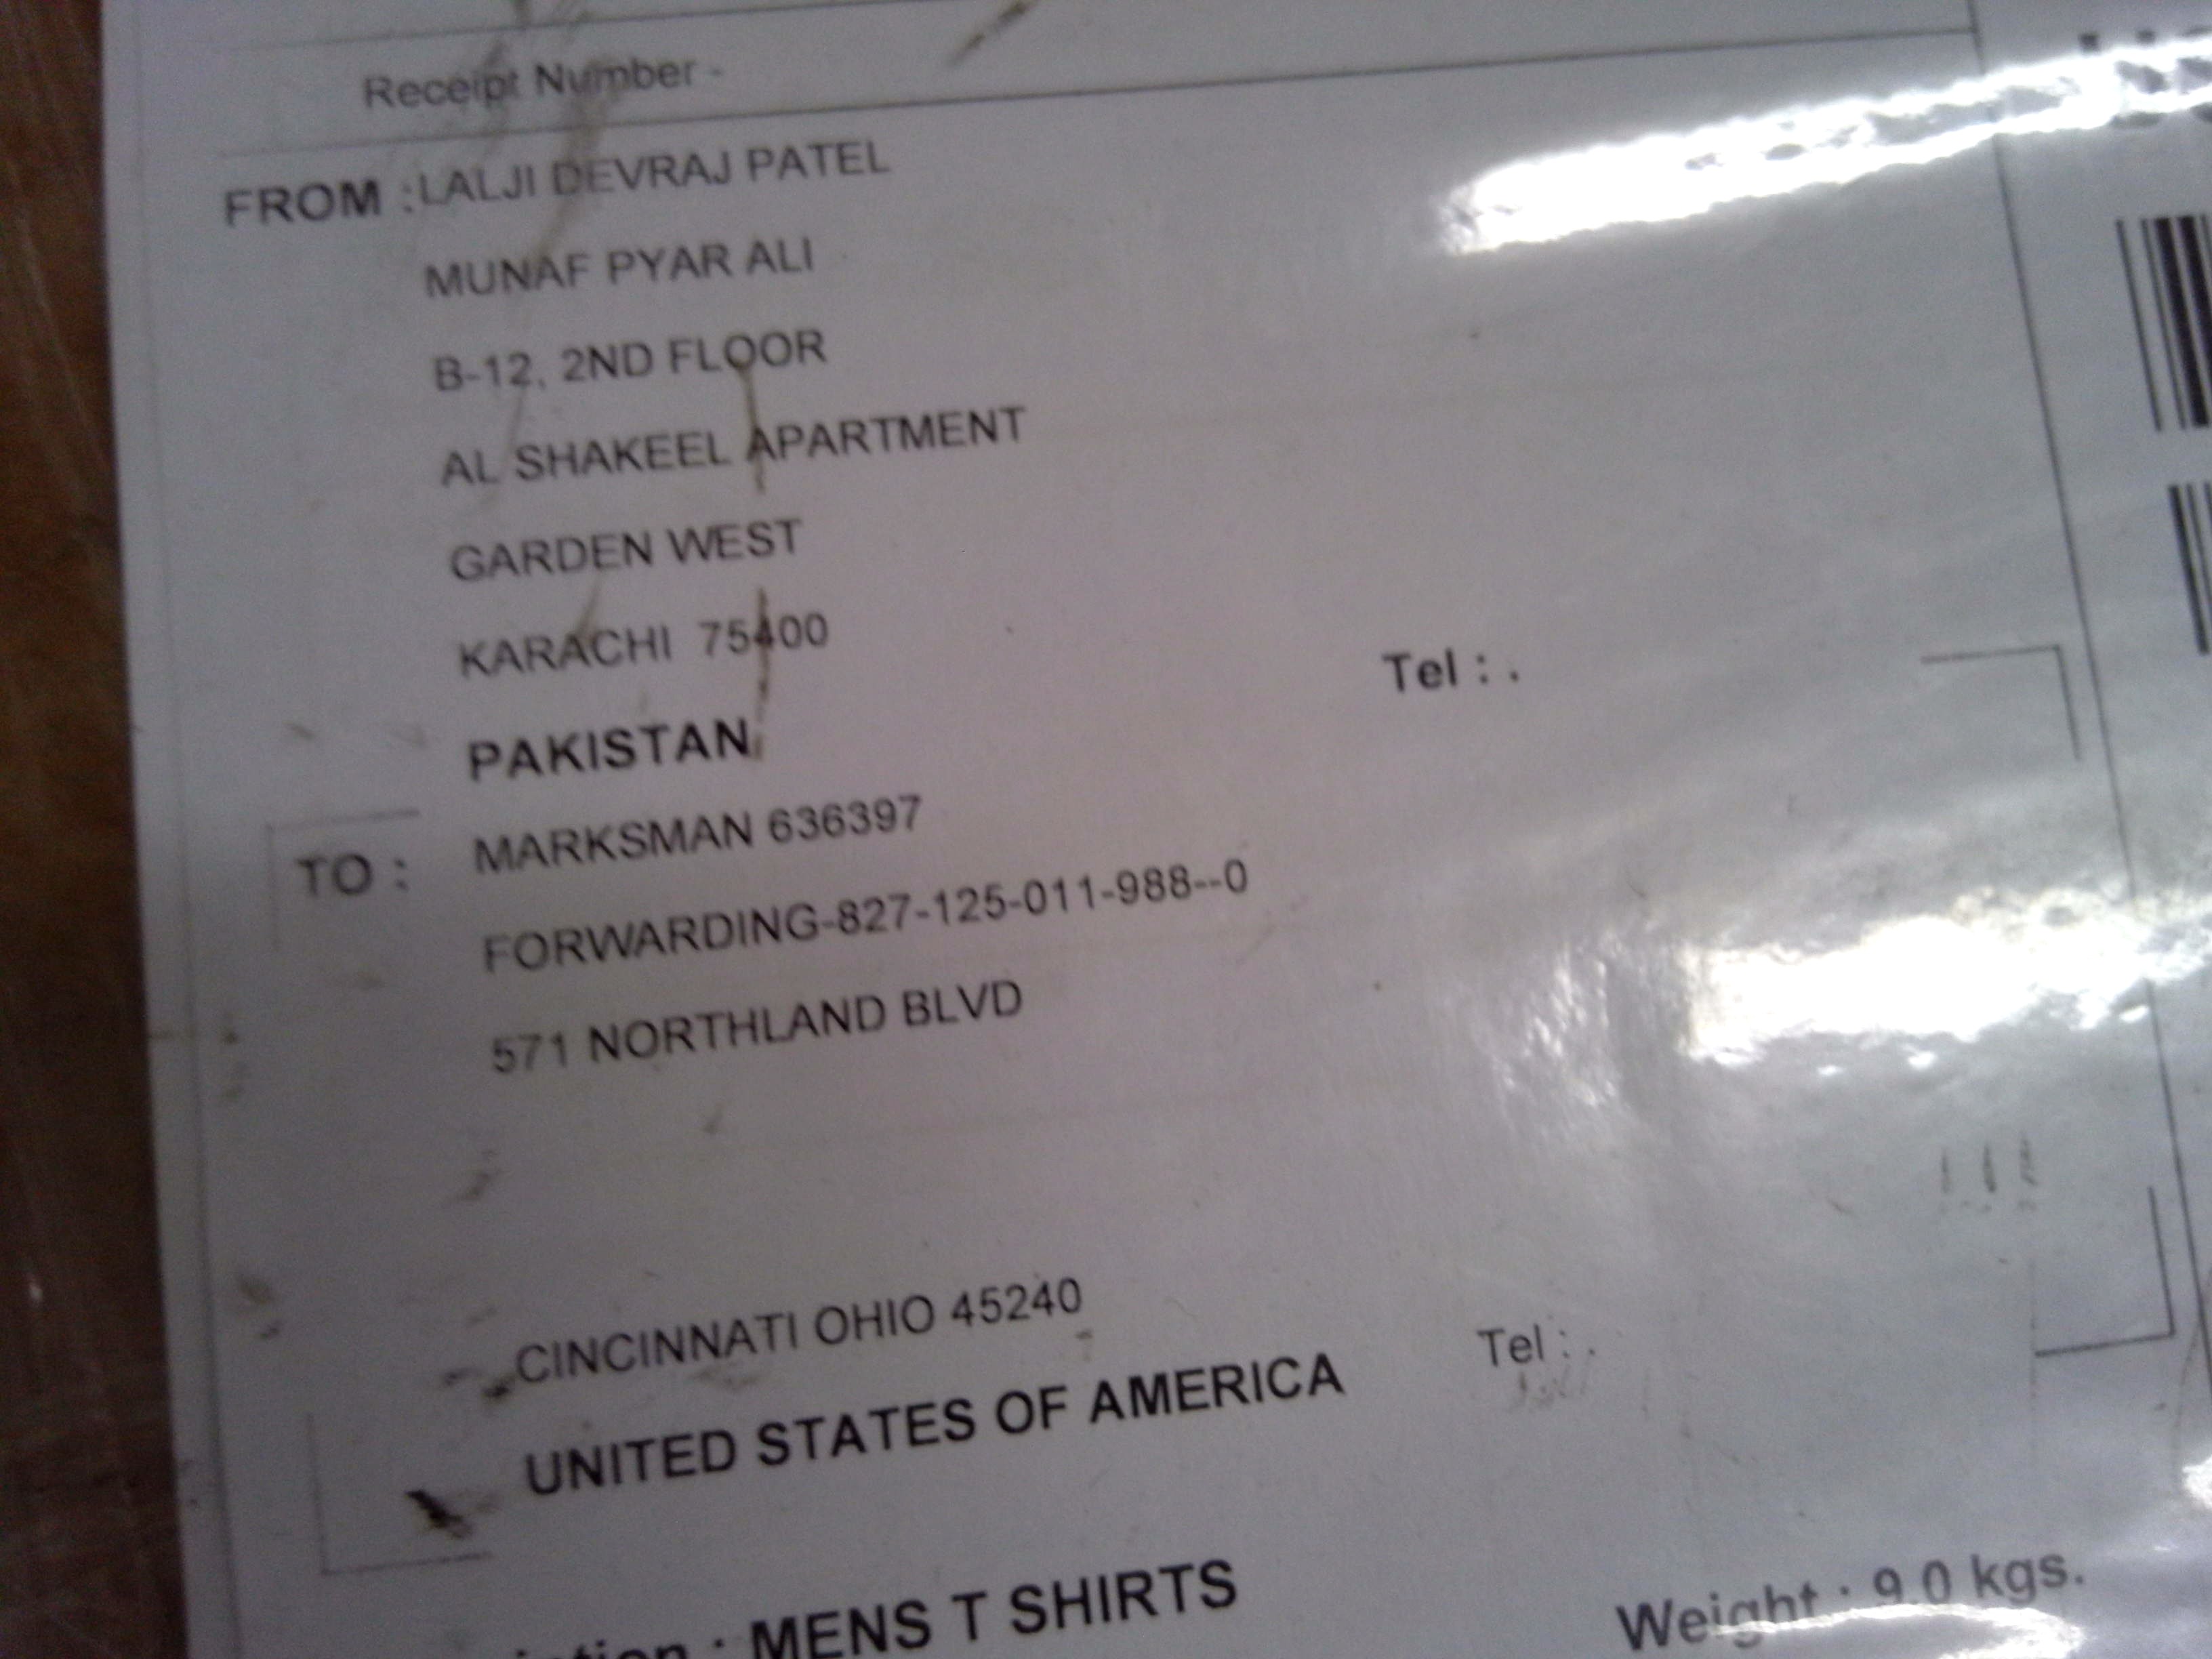 Receipt Number -
FROM : LALJI DEVRAJ PATEL
MUNAF PYAR ALI
B-12, 2ND FLOOR
AL SHAKEEL APARTMENT
GARDEN WEST
KARACHI 75400
Tel : .
PAKISTAN
TO : MARKSMAN 636397
FORWARDING-827-125-011-988--0
571 NORTHLAND BLVD
CINCINNATI OHIO 45240
Tel : .
UNITED STATES OF AMERICA
: MENS T SHIRTS
Weight : 9.0 kgs.